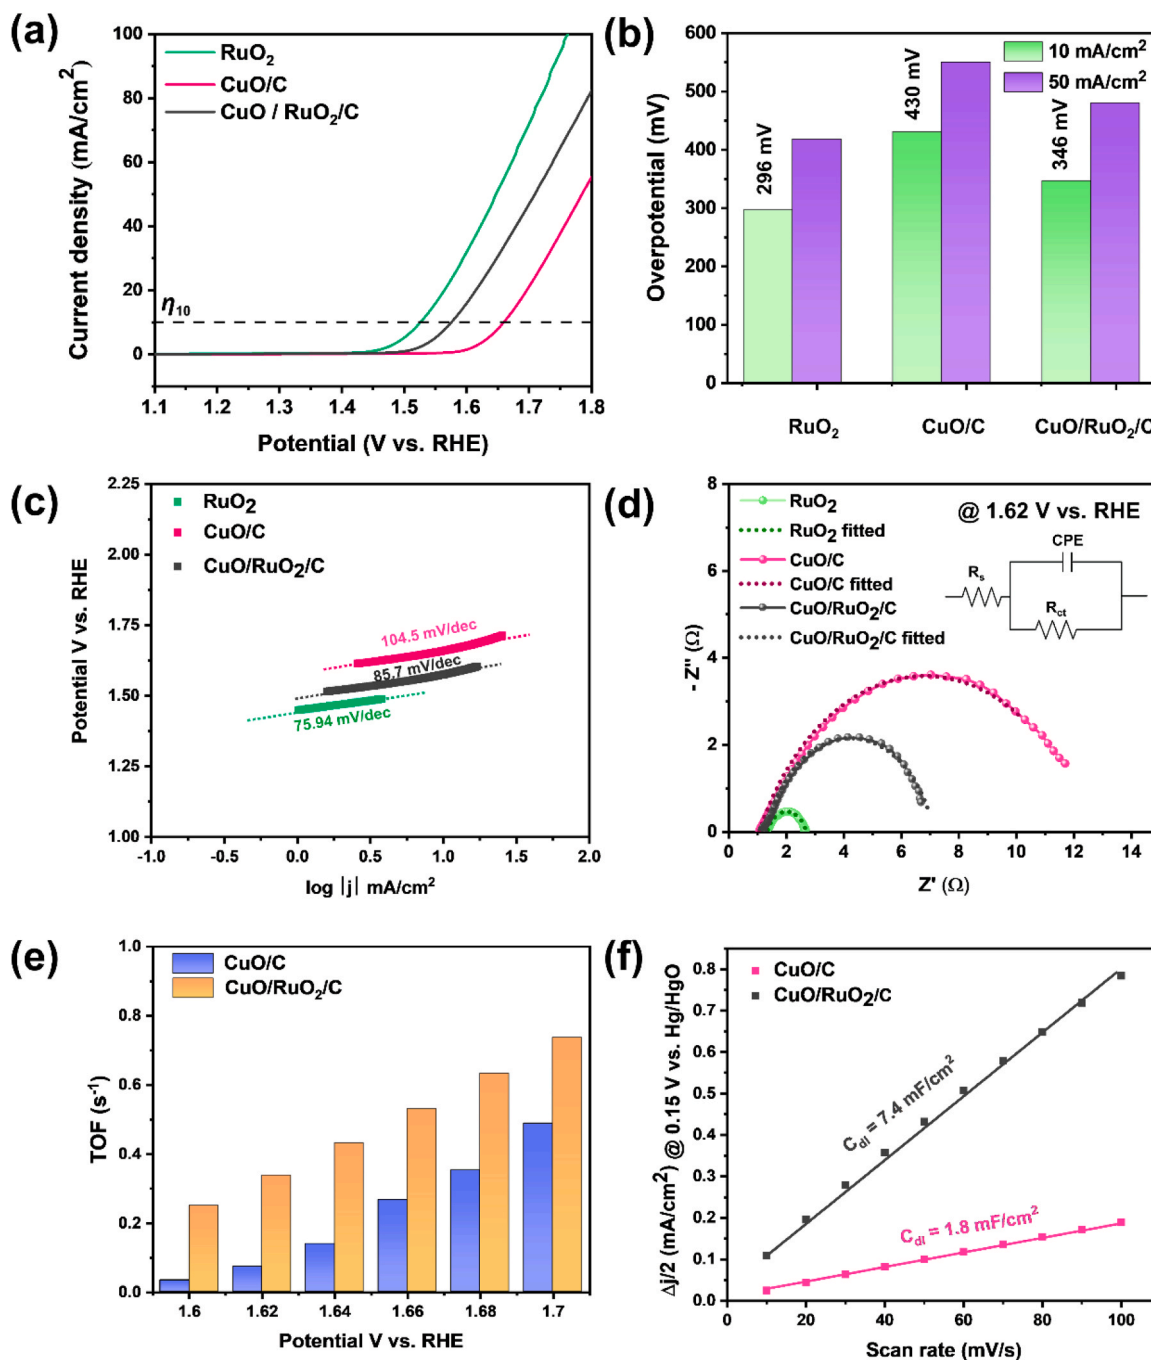 (a)
Current density (mA/cm²)
100
80
60
40
20
0
RuO₂
CuO/C
CuO / RuO₂/C
η₁₀
1.1 1.2 1.3 1.4 1.5 1.6 1.7 1.8
Potential (V vs. RHE)
(b)
Overpotential (mV)
600
500
400
300
200
100
0
10 mA/cm²
50 mA/cm²
296 mV
430 mV
346 mV
RuO₂ CuO/C CuO/RuO₂/C
(c)
Potential V vs. RHE
2.25
2.00
1.75
1.50
1.25
1.00
RuO₂
CuO/C
CuO/RuO₂/C
104.5 mV/dec
85.7 mV/dec
75.94 mV/dec
-1.0 -0.5 0.0 0.5 1.0 1.5 2.0
log |j| mA/cm²
(d)
- Z'' (Ω)
8
6
4
2
0
RuO₂
RuO₂ fitted
CuO/C
CuO/C fitted
CuO/RuO₂/C
CuO/RuO₂/C fitted
@ 1.62 V vs. RHE
CPE
Rₛ
R꜀ₜ
0 2 4 6 8 10 12 14
Z' (Ω)
(e)
TOF (s⁻¹)
1.0
0.8
0.6
0.4
0.2
0.0
CuO/C
CuO/RuO₂/C
1.6 1.62 1.64 1.66 1.68 1.7
Potential V vs. RHE
(f)
Δj/2 (mA/cm²) @ 0.15 V vs. Hg/HgO
0.8
0.7
0.6
0.5
0.4
0.3
0.2
0.1
0.0
CuO/C
CuO/RuO₂/C
C_dl = 7.4 mF/cm²
C_dl = 1.8 mF/cm²
0 20 40 60 80 100
Scan rate (mV/s)